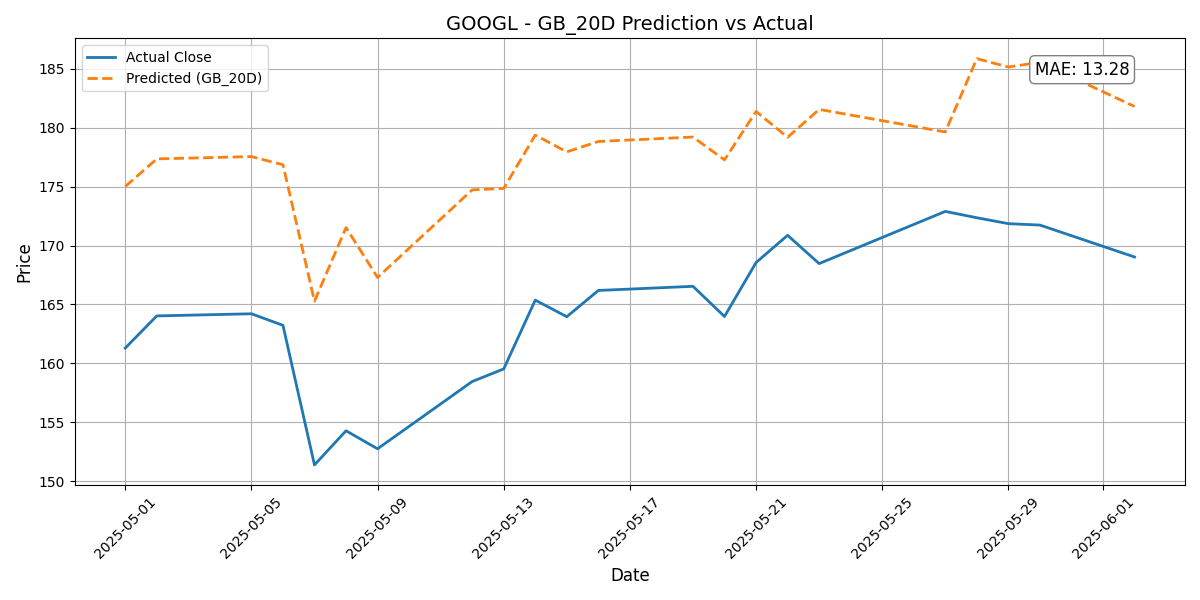 GOOGL - GB_20D Prediction vs Actual
Actual Close
Predicted (GB_20D)
MAE: 13.28
Price
185
180
175
170
165
160
155
150
2025-05-01
2025-05-05
2025-05-09
2025-05-13
2025-05-17
2025-05-21
2025-05-25
2025-05-29
2025-06-01
Date